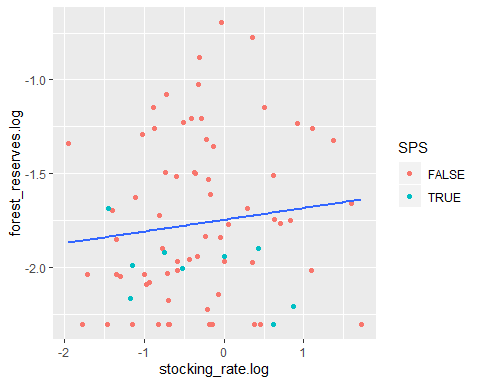 -1.0
-1.5
-2.0
forest_reserves.log
-2
-1
0
1
stocking_rate.log
SPS
FALSE
TRUE